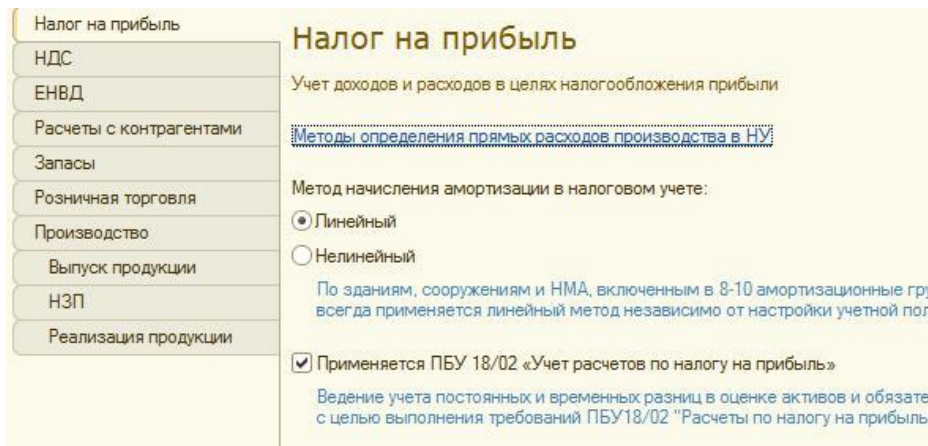 Налог на прибыль
НДС
ЕНВД
Расчеты с контрагентами
Запасы
Розничная торговля
Производство
Выпуск продукции
НЗП
Реализация продукции
Налог на прибыль
Учет доходов и расходов в целях налогообложения прибыли
Методы определения прямых расходов производства в НУ
Метод начисления амортизации в налоговом учете:
Линейный
Нелинейный
По зданиям, сооружениям и НМА, включенным в 8-10 амортизационные гру
всегда применяется линейный метод независимо от настройки учетной пол
Применяется ПБУ 18/02 «Учет расчетов по налогу на прибыль»
Ведение учета постоянных и временных разниц в оценке активов и обязате
с целью выполнения требований ПБУ18/02 "Расчеты по налогу на прибыль